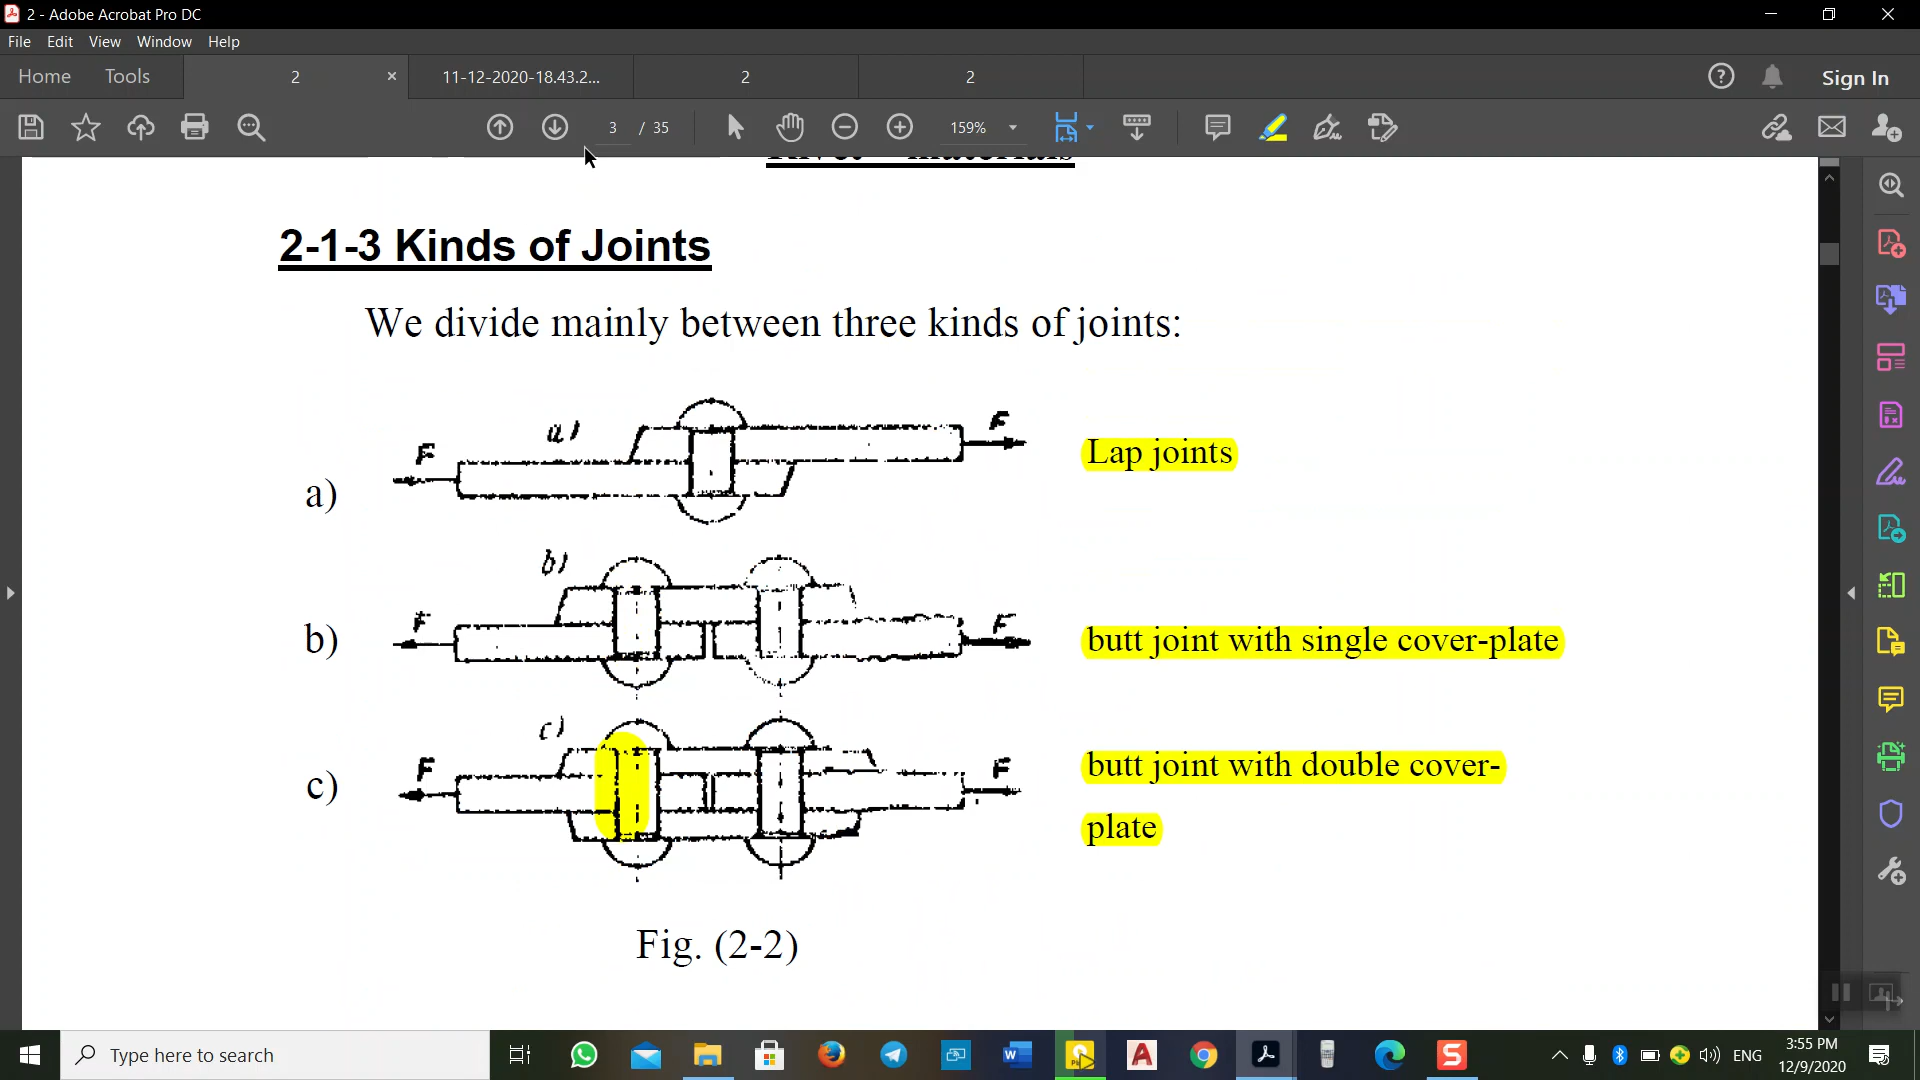 2 - Adobe Acrobat Pro DC
File Edit View Window Help
Home Tools 2 × 11-12-2020-18.43.2... 2 2 Sign In
3 / 35 159%
2-1-3 Kinds of Joints
We divide mainly between three kinds of joints:
a) F a) F Lap joints
b) F b) F butt joint with single cover-plate
c) F c) F butt joint with double cover-
plate
Fig. (2-2)
Type here to search
ENG
3:55 PM
12/9/2020